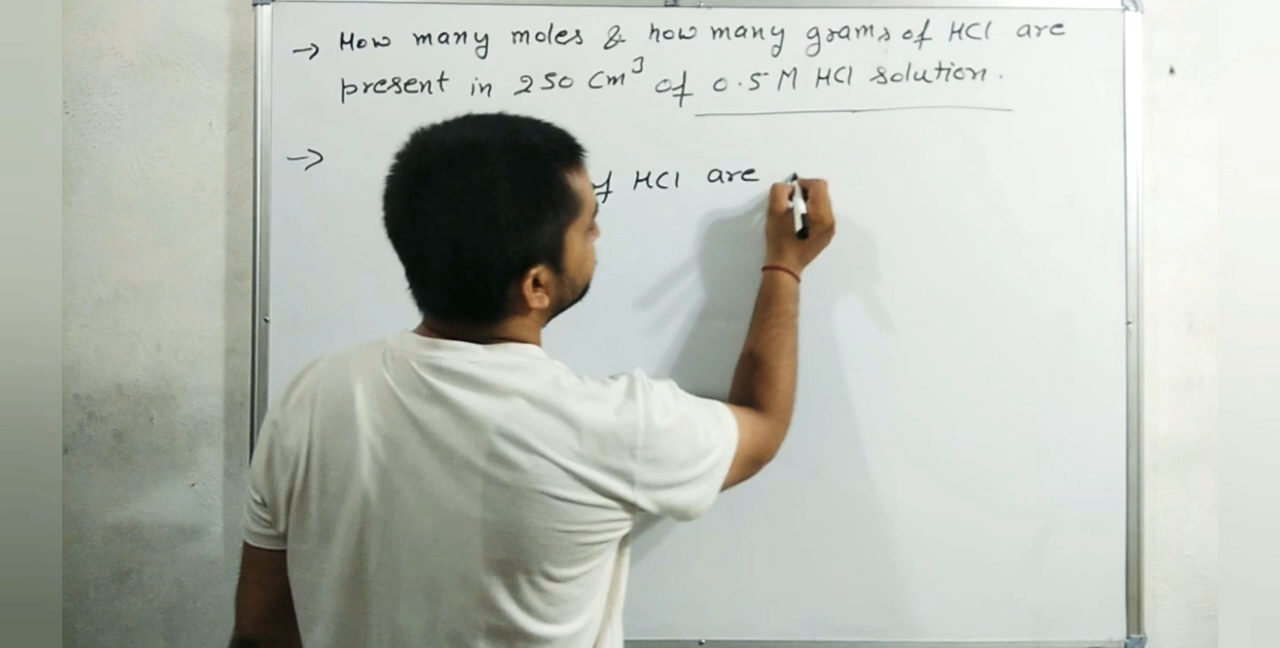 → How many moles & how many grams of HCl are
present in 250 cm³ of 0.5 M HCl solution.
→ of HCl are